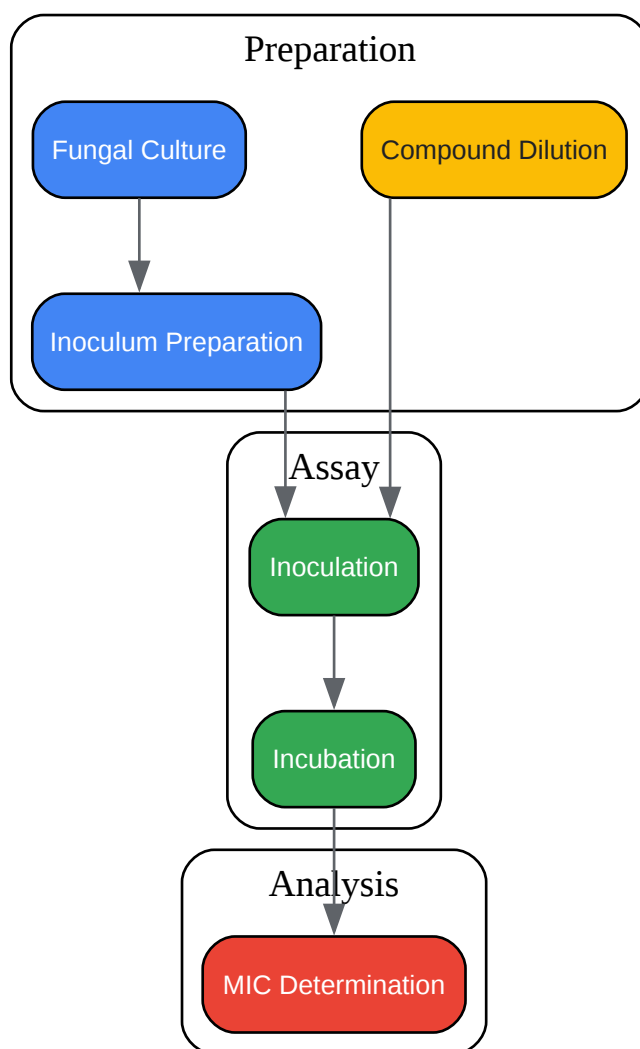 Preparation
Fungal Culture
Compound Dilution
Inoculum Preparation
Assay
Inoculation
Incubation
Analysis
MIC Determination